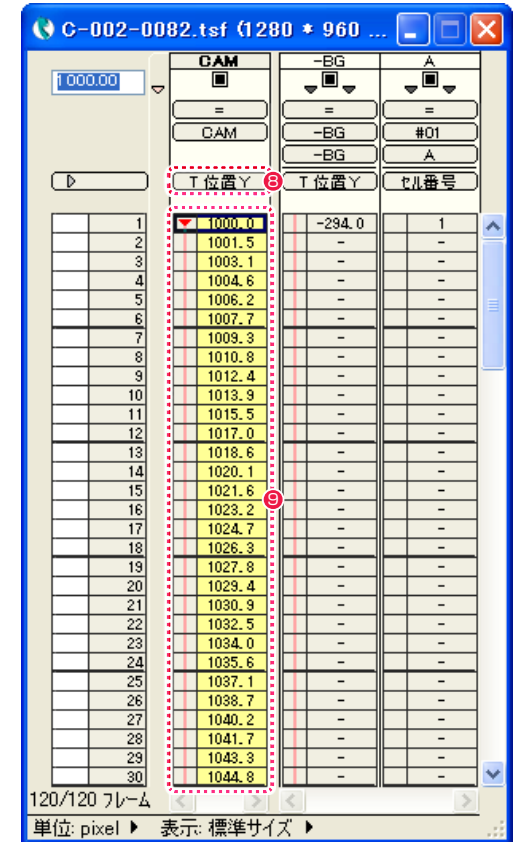 C-002-0082.tsf (1280 * 960 ...
CAM -BG A
1000.00
= = =
CAM -BG #01
-BG A
T 位置Y 8 T 位置Y セル番号
1 1000.0 -294.0 1
2 1001.5 - -
3 1003.1 - -
4 1004.6 - -
5 1006.2 - -
6 1007.7 - -
7 1009.3 - -
8 1010.8 - -
9 1012.4 - -
10 1013.9 - -
11 1015.5 - -
12 1017.0 - -
13 1018.6 - -
14 1020.1 - -
15 1021.6 - -
9
16 1023.2 - -
17 1024.7 - -
18 1026.3 - -
19 1027.8 - -
20 1029.4 - -
21 1030.9 - -
22 1032.5 - -
23 1034.0 - -
24 1035.6 - -
25 1037.1 - -
26 1038.7 - -
27 1040.2 - -
28 1041.7 - -
29 1043.3 - -
30 1044.8 - -
120/120 フレーム
単位: pixel 表示: 標準サイズ